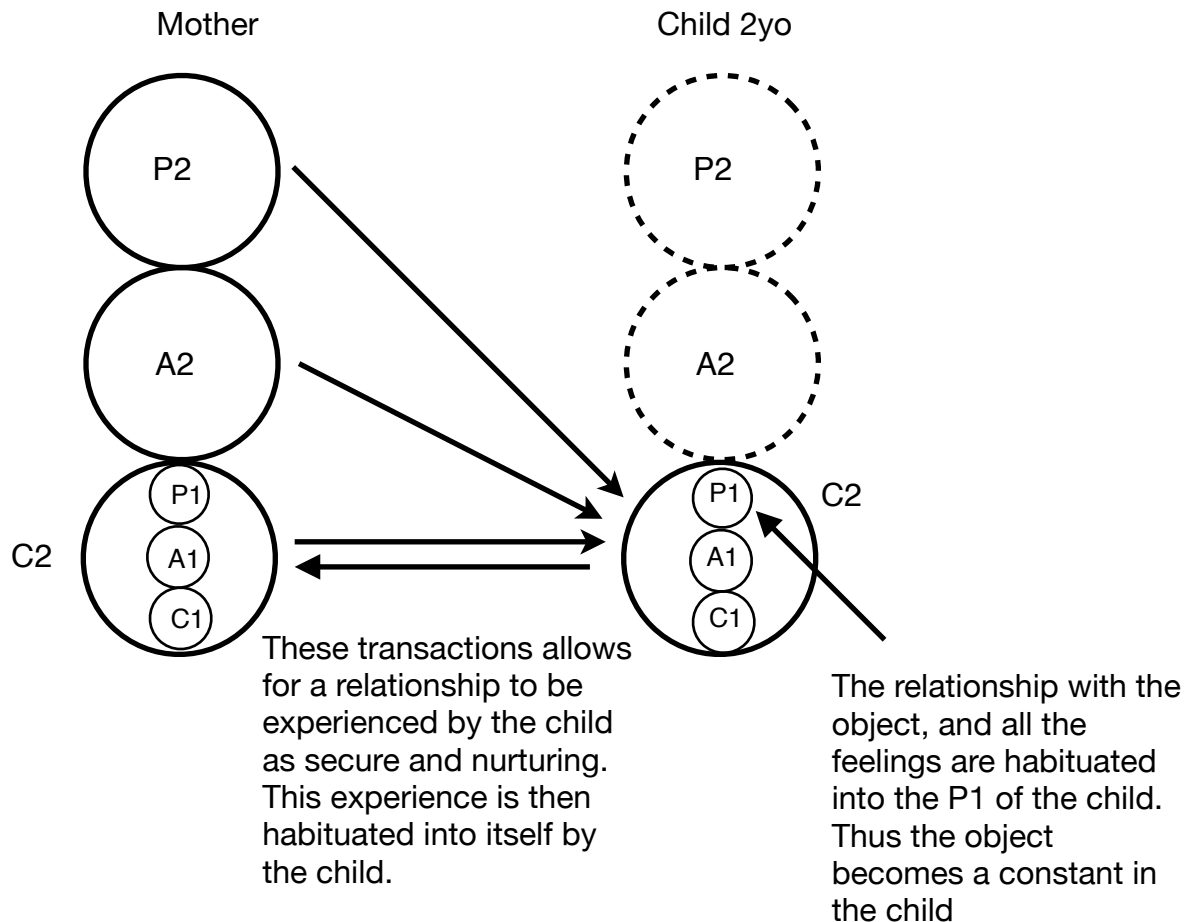 Mother
Child 2yo
P2
P2
A2
A2
P1
A1
C1
C2
P1
A1
C1
C2
These transactions allows
for a relationship to be
experienced by the child
as secure and nurturing.
This experience is then
habituated into itself by
the child.
The relationship with the
object, and all the
feelings are habituated
into the P1 of the child.
Thus the object
becomes a constant in
the child